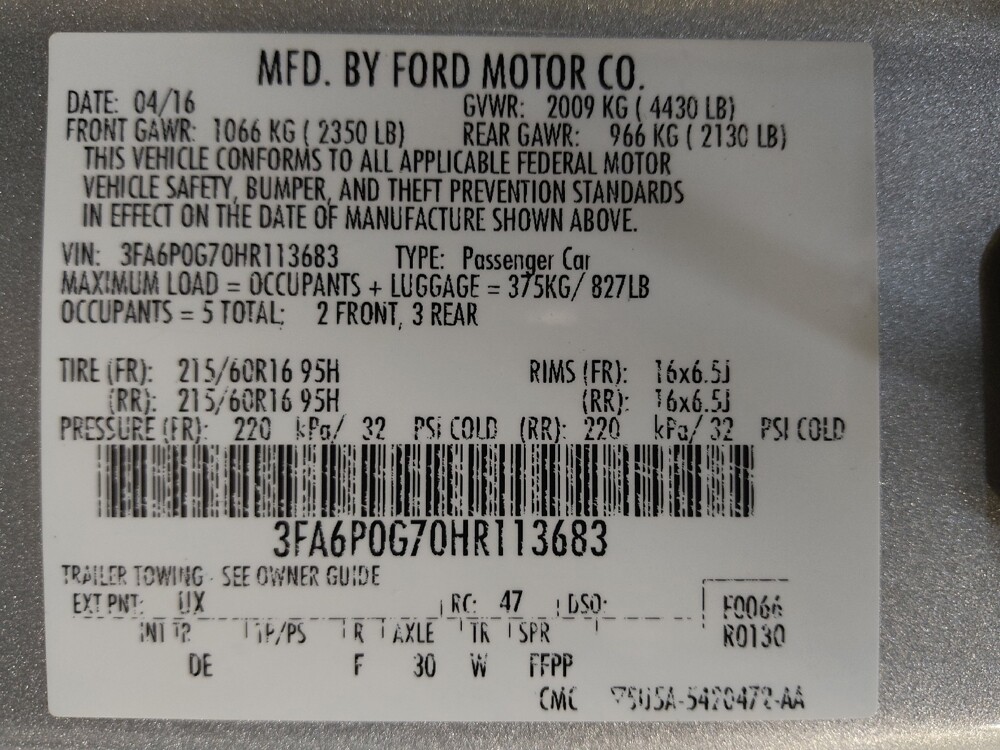 MFD. BY FORD MOTOR CO.
DATE: 04/16 GVWR: 2009 KG ( 4430 LB)
FRONT GAWR: 1066 KG ( 2350 LB) REAR GAWR: 966 KG ( 2130 LB)
THIS VEHICLE CONFORMS TO ALL APPLICABLE FEDERAL MOTOR
VEHICLE SAFETY, BUMPER, AND THEFT PREVENTION STANDARDS
IN EFFECT ON THE DATE OF MANUFACTURE SHOWN ABOVE.
VIN: 3FA6P0G70HR113683 TYPE: Passenger Car
MAXIMUM LOAD = OCCUPANTS + LUGGAGE = 375KG/ 827LB
OCCUPANTS = 5 TOTAL; 2 FRONT, 3 REAR
TIRE (FR): 215/60R16 95H RIMS (FR): 16x6.5J
(RR): 215/60R16 95H (RR): 16x6.5J
PRESSURE (FR): 220 kPa/ 32 PSI COLD (RR): 220 kPa/ 32 PSI COLD
3FA6P0G70HR113683
TRAILER TOWING - SEE OWNER GUIDE
EXT PNT: UX RC: 47 DSO: F0066
INT TR TP/PS R AXLE TR SPR R0130
DE F 30 W FFPP
CMC